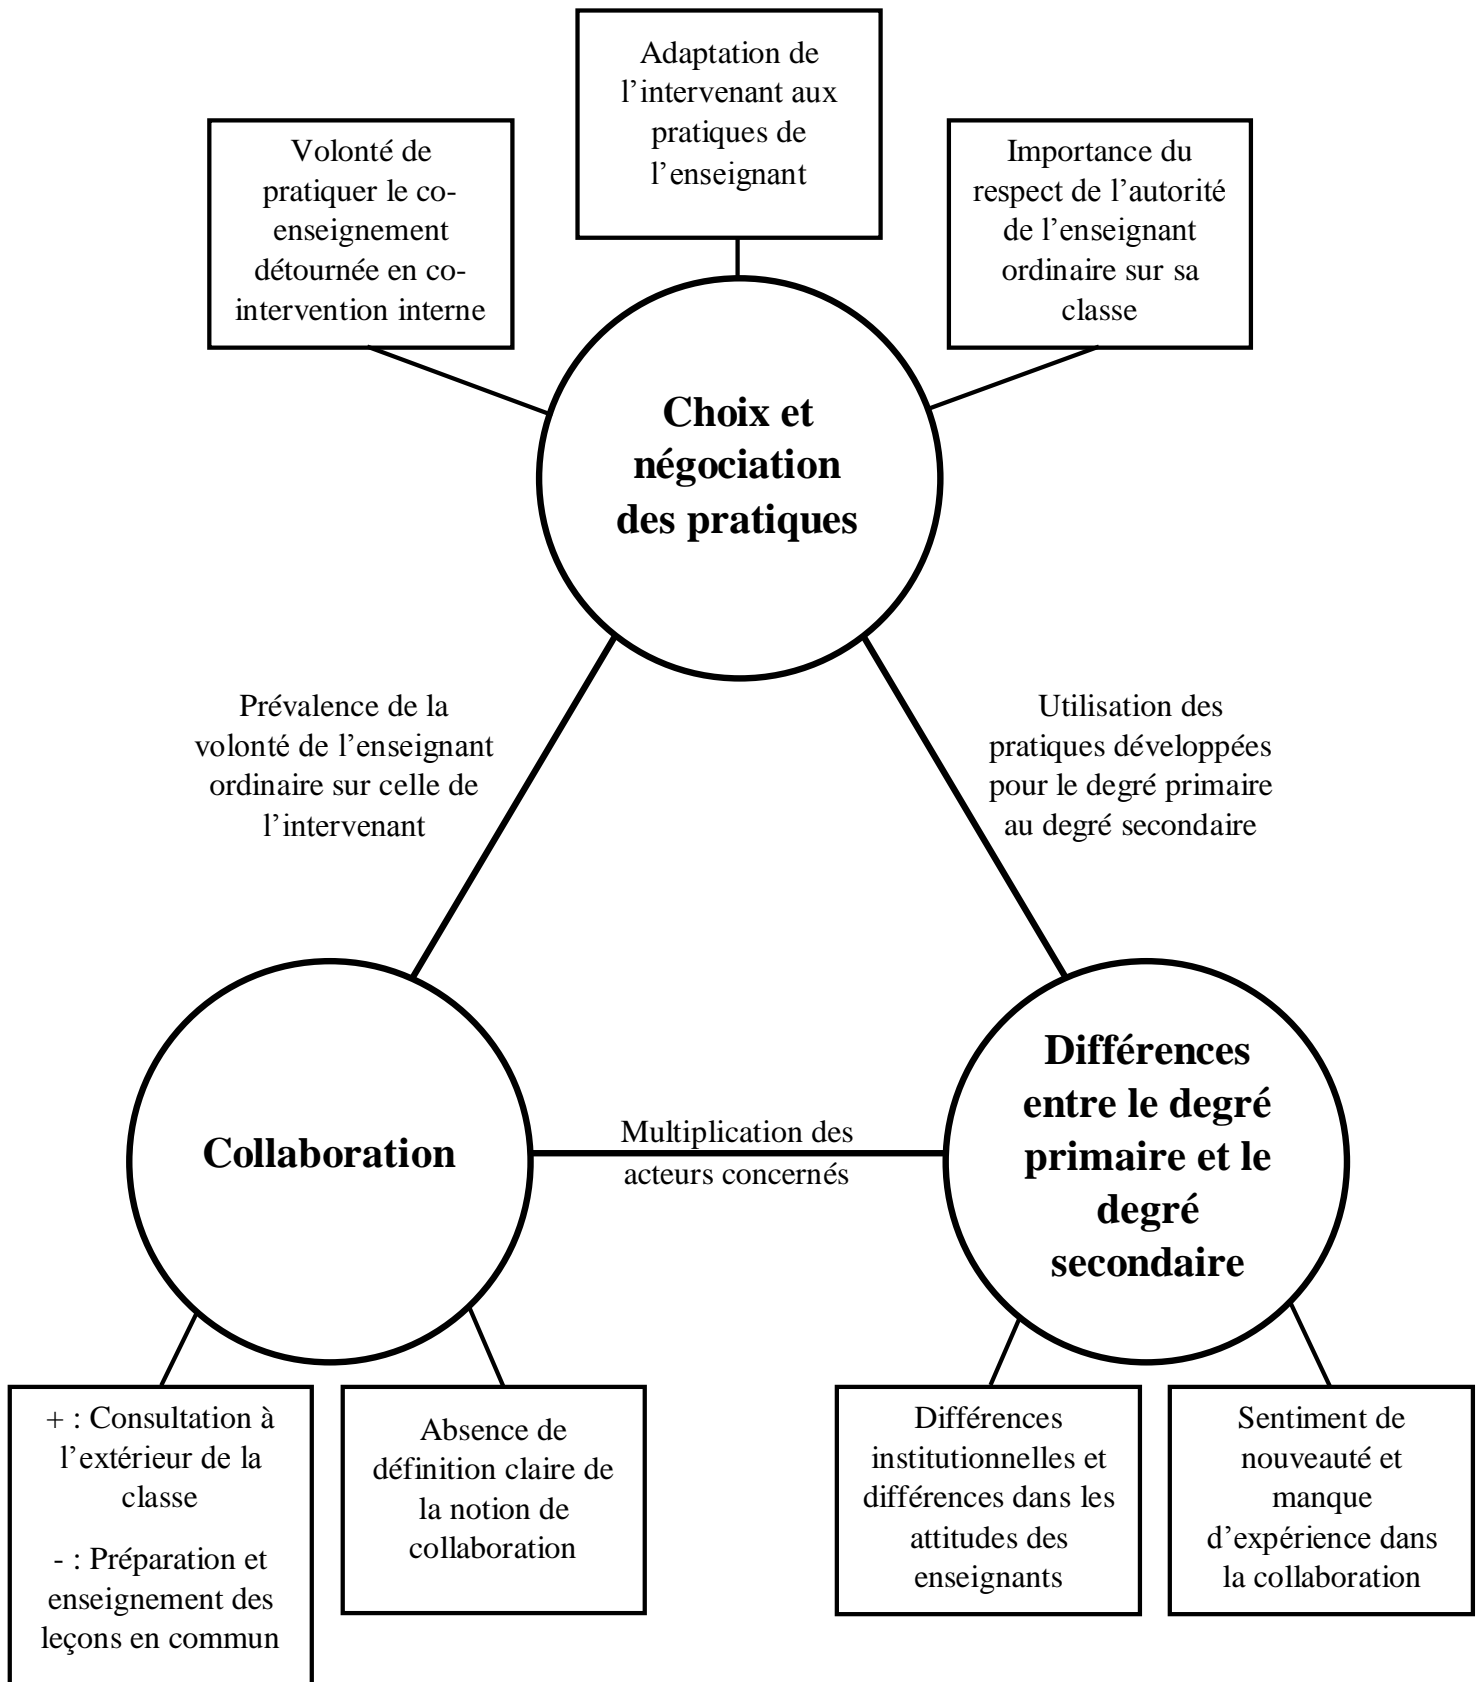 Adaptation de
l’intervenant aux
pratiques de
l’enseignant
Volonté de
pratiquer le co-
enseignement
détournée en co-
intervention interne
Importance du
respect de l’autorité
de l’enseignant
ordinaire sur sa
classe
Choix et
négociation
des pratiques
Prévalence de la
volonté de l’enseignant
ordinaire sur celle de
l’intervenant
Utilisation des
pratiques développées
pour le degré primaire
au degré secondaire
Collaboration
Multiplication des
acteurs concernés
Différences
entre le degré
primaire et le
degré
secondaire
+ : Consultation à
l’extérieur de la
classe
- : Préparation et
enseignement des
leçons en commun
Absence de
définition claire de
la notion de
collaboration
Différences
institutionnelles et
différences dans les
attitudes des
enseignants
Sentiment de
nouveauté et
manque
d’expérience dans
la collaboration